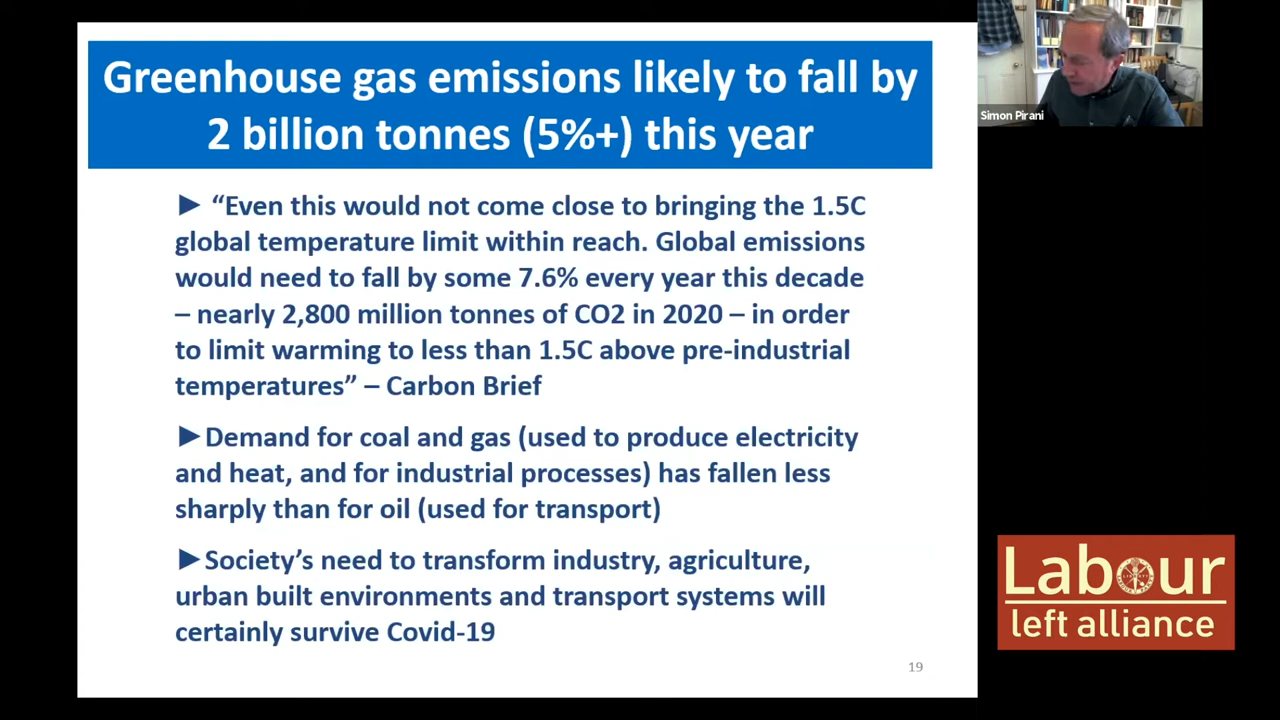 Greenhouse gas emissions likely to fall by
2 billion tonnes (5%+) this year
► “Even this would not come close to bringing the 1.5C
global temperature limit within reach. Global emissions
would need to fall by some 7.6% every year this decade
– nearly 2,800 million tonnes of CO2 in 2020 – in order
to limit warming to less than 1.5C above pre-industrial
temperatures” – Carbon Brief
►Demand for coal and gas (used to produce electricity
and heat, and for industrial processes) has fallen less
sharply than for oil (used for transport)
►Society’s need to transform industry, agriculture,
urban built environments and transport systems will
certainly survive Covid-19
19
Simon Pirani
Labour
left alliance